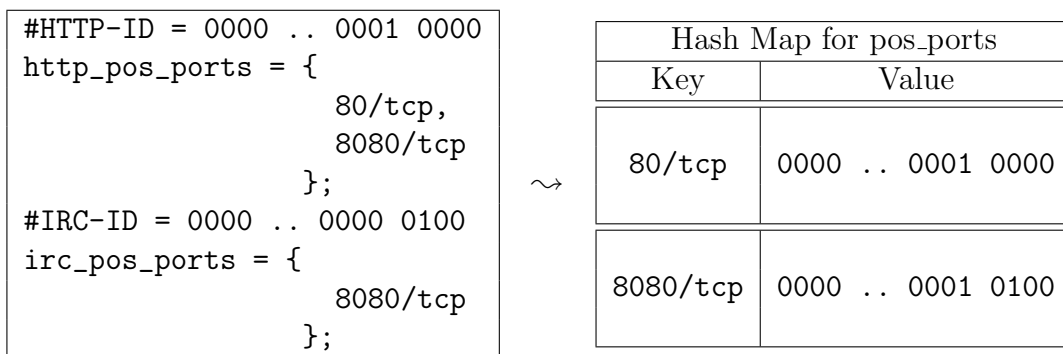 #HTTP-ID = 0000 .. 0001 0000
http_pos_ports = {
80/tcp,
8080/tcp
};
#IRC-ID = 0000 .. 0000 0100
irc_pos_ports = {
8080/tcp
};
⇝
Hash Map for pos_ports
Key Value
80/tcp 0000 .. 0001 0000
8080/tcp 0000 .. 0001 0100